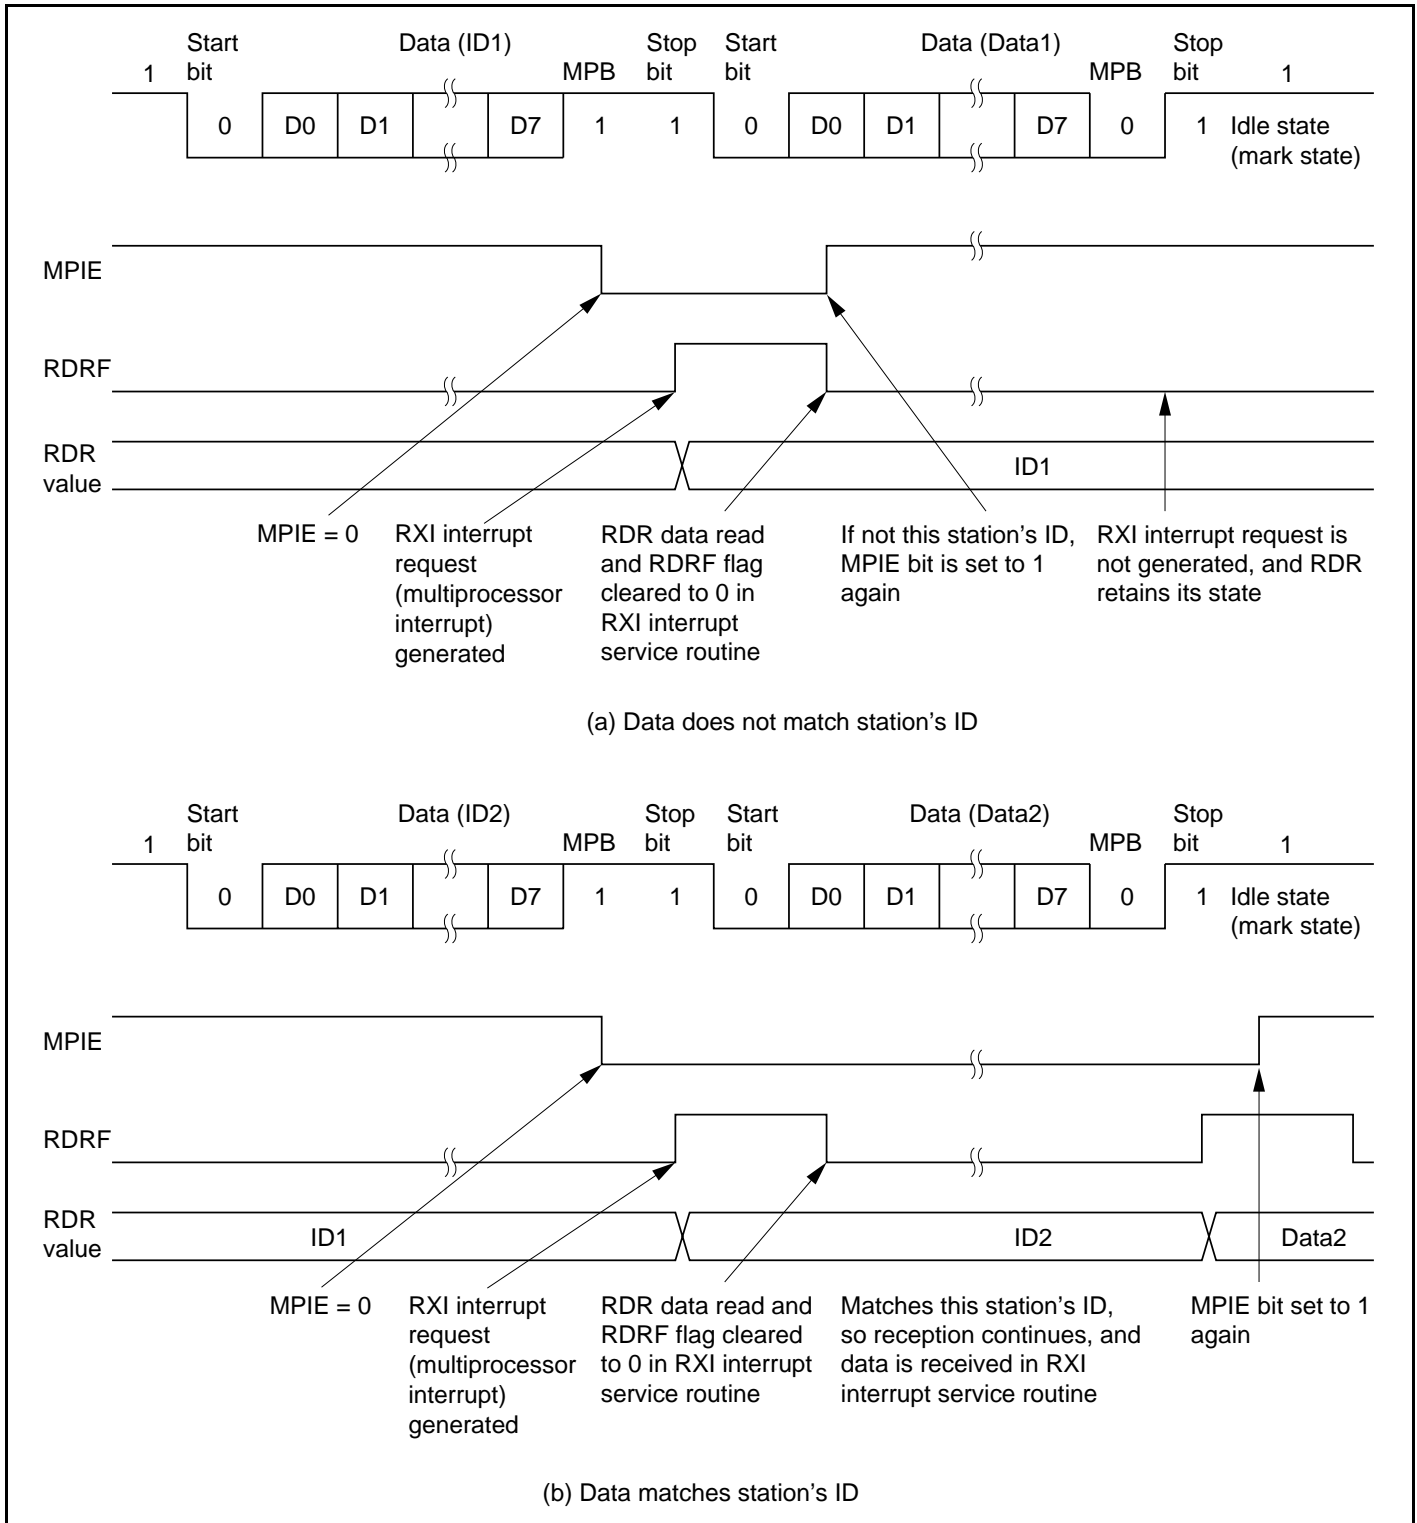 Start Data (ID1) Stop Start Data (Data1) Stop
1 bit MPB bit bit MPB bit 1
0 D0 D1 D7 1 1 0 D0 D1 D7 0 1 Idle state
(mark state)
MPIE
RDRF
RDR
value
ID1
MPIE = 0
RXI interrupt
request
(multiprocessor
interrupt)
generated
RDR data read
and RDRF flag
cleared to 0 in
RXI interrupt
service routine
If not this station's ID,
MPIE bit is set to 1
again
RXI interrupt request is
not generated, and RDR
retains its state
(a) Data does not match station's ID
Start Data (ID2) Stop Start Data (Data2) Stop
1 bit MPB bit bit MPB bit 1
0 D0 D1 D7 1 1 0 D0 D1 D7 0 1 Idle state
(mark state)
MPIE
RDRF
RDR
value
ID1 ID2 Data2
MPIE = 0
RXI interrupt
request
(multiprocessor
interrupt)
generated
RDR data read and
RDRF flag cleared
to 0 in RXI interrupt
service routine
Matches this station's ID,
so reception continues, and
data is received in RXI
interrupt service routine
MPIE bit set to 1
again
(b) Data matches station's ID